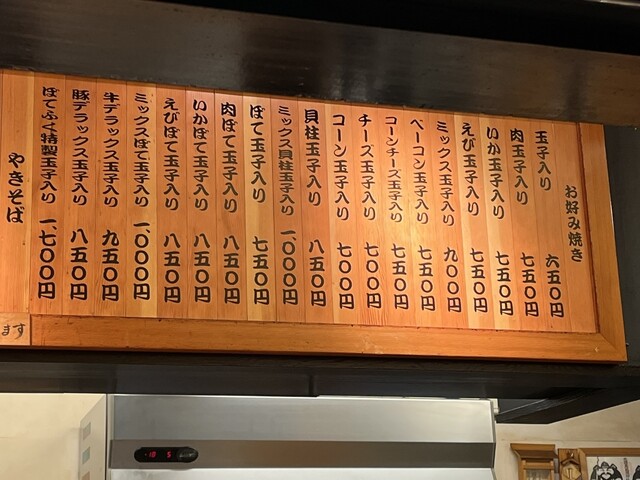 お好み焼き
玉子入り 六五〇円
肉玉子入り 七五〇円
いか玉子入り 七五〇円
えび玉子入り 七五〇円
ミックス玉子入り 九〇〇円
ベーコン玉子入り 七五〇円
コーンチーズ玉子入り 七五〇円
チーズ玉子入り 七〇〇円
コーン玉子入り 七〇〇円
貝柱玉子入り 八五〇円
ミックス貝柱玉子入り 一、〇〇〇円
ぼて玉子入り 七五〇円
肉ぼて玉子入り 八五〇円
いかぼて玉子入り 八五〇円
えびぼて玉子入り 八五〇円
ミックスぼて玉子入り 一、〇〇〇円
牛デラックス玉子入り 九五〇円
豚デラックス玉子入り 八五〇円
ぼてふく特製玉子入り 一、七〇〇円
やきそば
ます